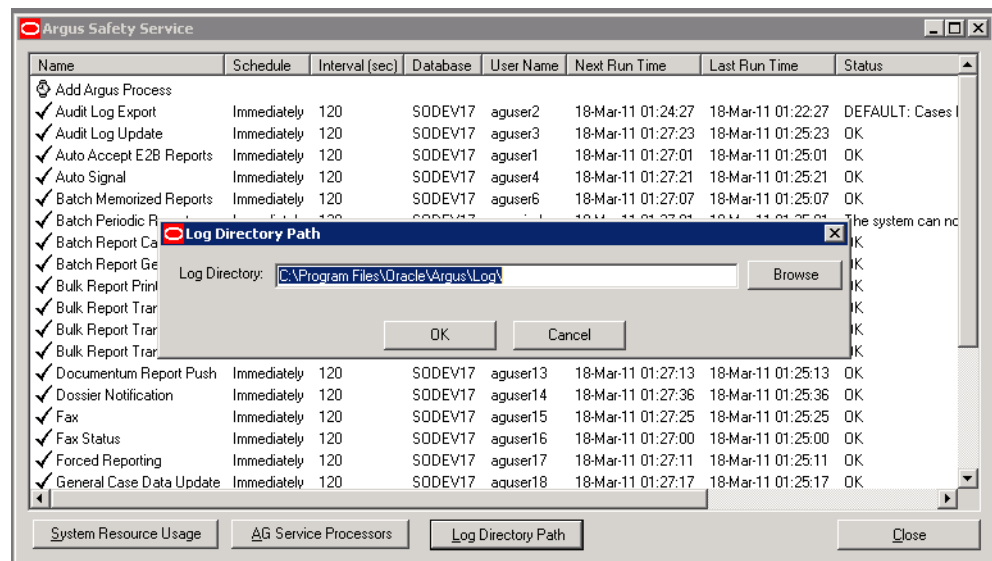 Argus Safety Service
Name Schedule Interval (sec) Database User Name Next Run Time Last Run Time Status
Add Argus Process
Audit Log Export Immediately 120 SODEV17 aguser2 18-Mar-11 01:24:27 18-Mar-11 01:22:27 DEFAULT: Cases
Audit Log Update Immediately 120 SODEV17 aguser3 18-Mar-11 01:27:23 18-Mar-11 01:25:23 OK
Auto Accept E2B Reports Immediately 120 SODEV17 aguser1 18-Mar-11 01:27:01 18-Mar-11 01:25:01 OK
Auto Signal Immediately 120 SODEV17 aguser4 18-Mar-11 01:27:21 18-Mar-11 01:25:21 OK
Batch Memorized Reports Immediately 120 SODEV17 aguser6 18-Mar-11 01:27:07 18-Mar-11 01:25:07 OK
Batch Periodic The system can no
Log Directory Path
Batch Report Ca
Batch Report Ge
Log Directory: C:\Program Files\Oracle\Argus\Log\ Browse
Bulk Report Prin
Bulk Report Tran
Bulk Report Tran
OK Cancel
Bulk Report Tran
Documentum Report Push Immediately 120 SODEV17 aguser13 18-Mar-11 01:27:13 18-Mar-11 01:25:13 OK
Dossier Notification Immediately 120 SODEV17 aguser14 18-Mar-11 01:27:36 18-Mar-11 01:25:36 OK
Fax Immediately 120 SODEV17 aguser15 18-Mar-11 01:27:25 18-Mar-11 01:25:25 OK
Fax Status Immediately 120 SODEV17 aguser16 18-Mar-11 01:27:00 18-Mar-11 01:25:00 OK
Forced Reporting Immediately 120 SODEV17 aguser17 18-Mar-11 01:27:11 18-Mar-11 01:25:11 OK
General Case Data Update Immediately 120 SODEV17 aguser18 18-Mar-11 01:27:17 18-Mar-11 01:25:17 OK
System Resource Usage AG Service Processors Log Directory Path Close